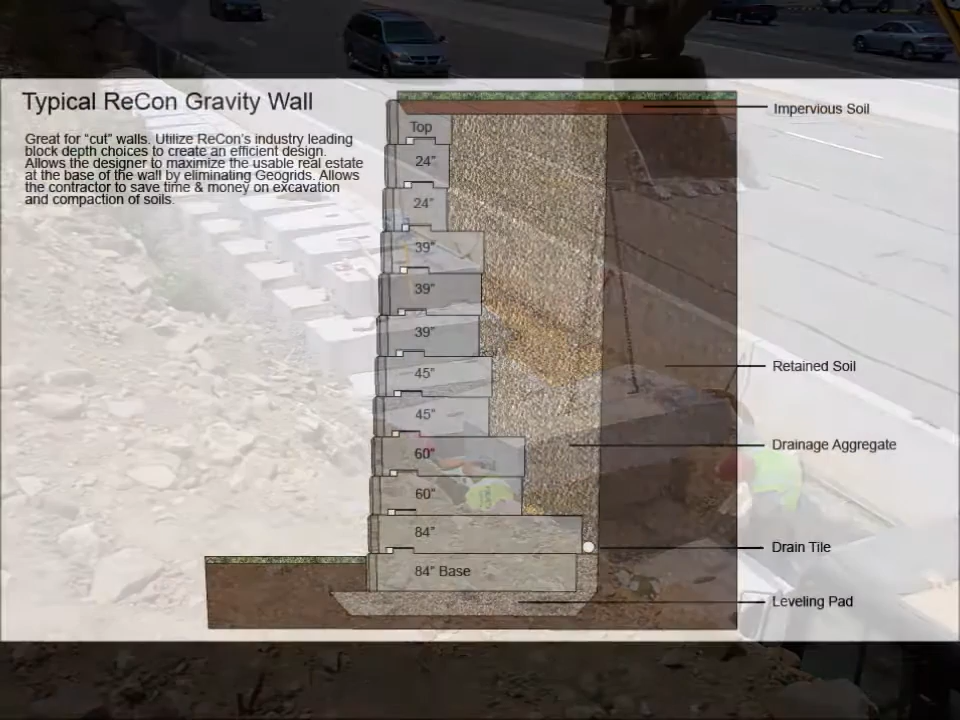 Typical ReCon Gravity Wall
Great for “cut” walls. Utilize ReCon’s industry leading
block depth choices to create an efficient design.
Allows the designer to maximize the usable real estate
at the base of the wall by eliminating Geogrids. Allows
the contractor to save time & money on excavation
and compaction of soils.
Top
24”
24”
39”
39”
39”
45”
45”
60”
60”
84”
84” Base
Impervious Soil
Retained Soil
Drainage Aggregate
Drain Tile
Leveling Pad